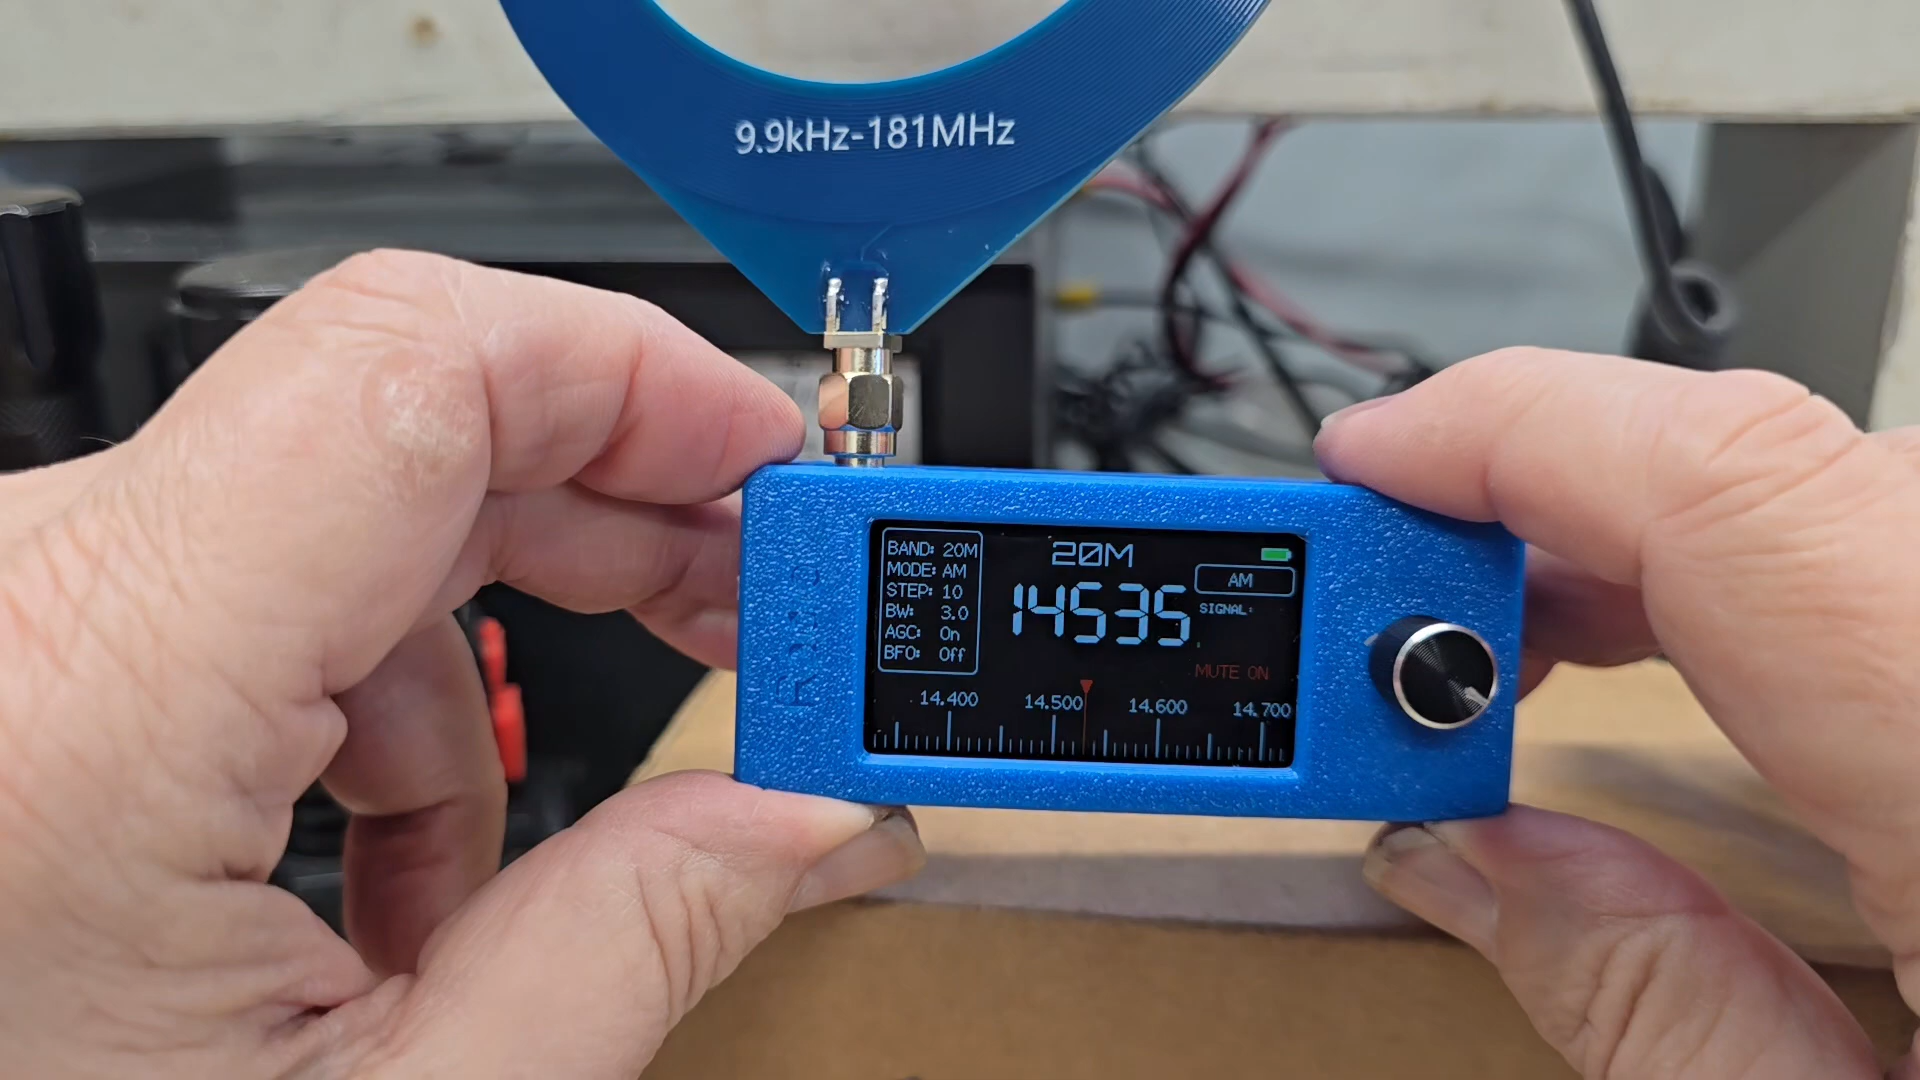 9.9kHz-181MHz
BAND: 20M
MODE: AM
STEP: 10
BW: 3.0
AGC: On
BFO: Off
20M
14535
AM
SIGNAL:
MUTE ON
14.400 14.500 14.600 14.700